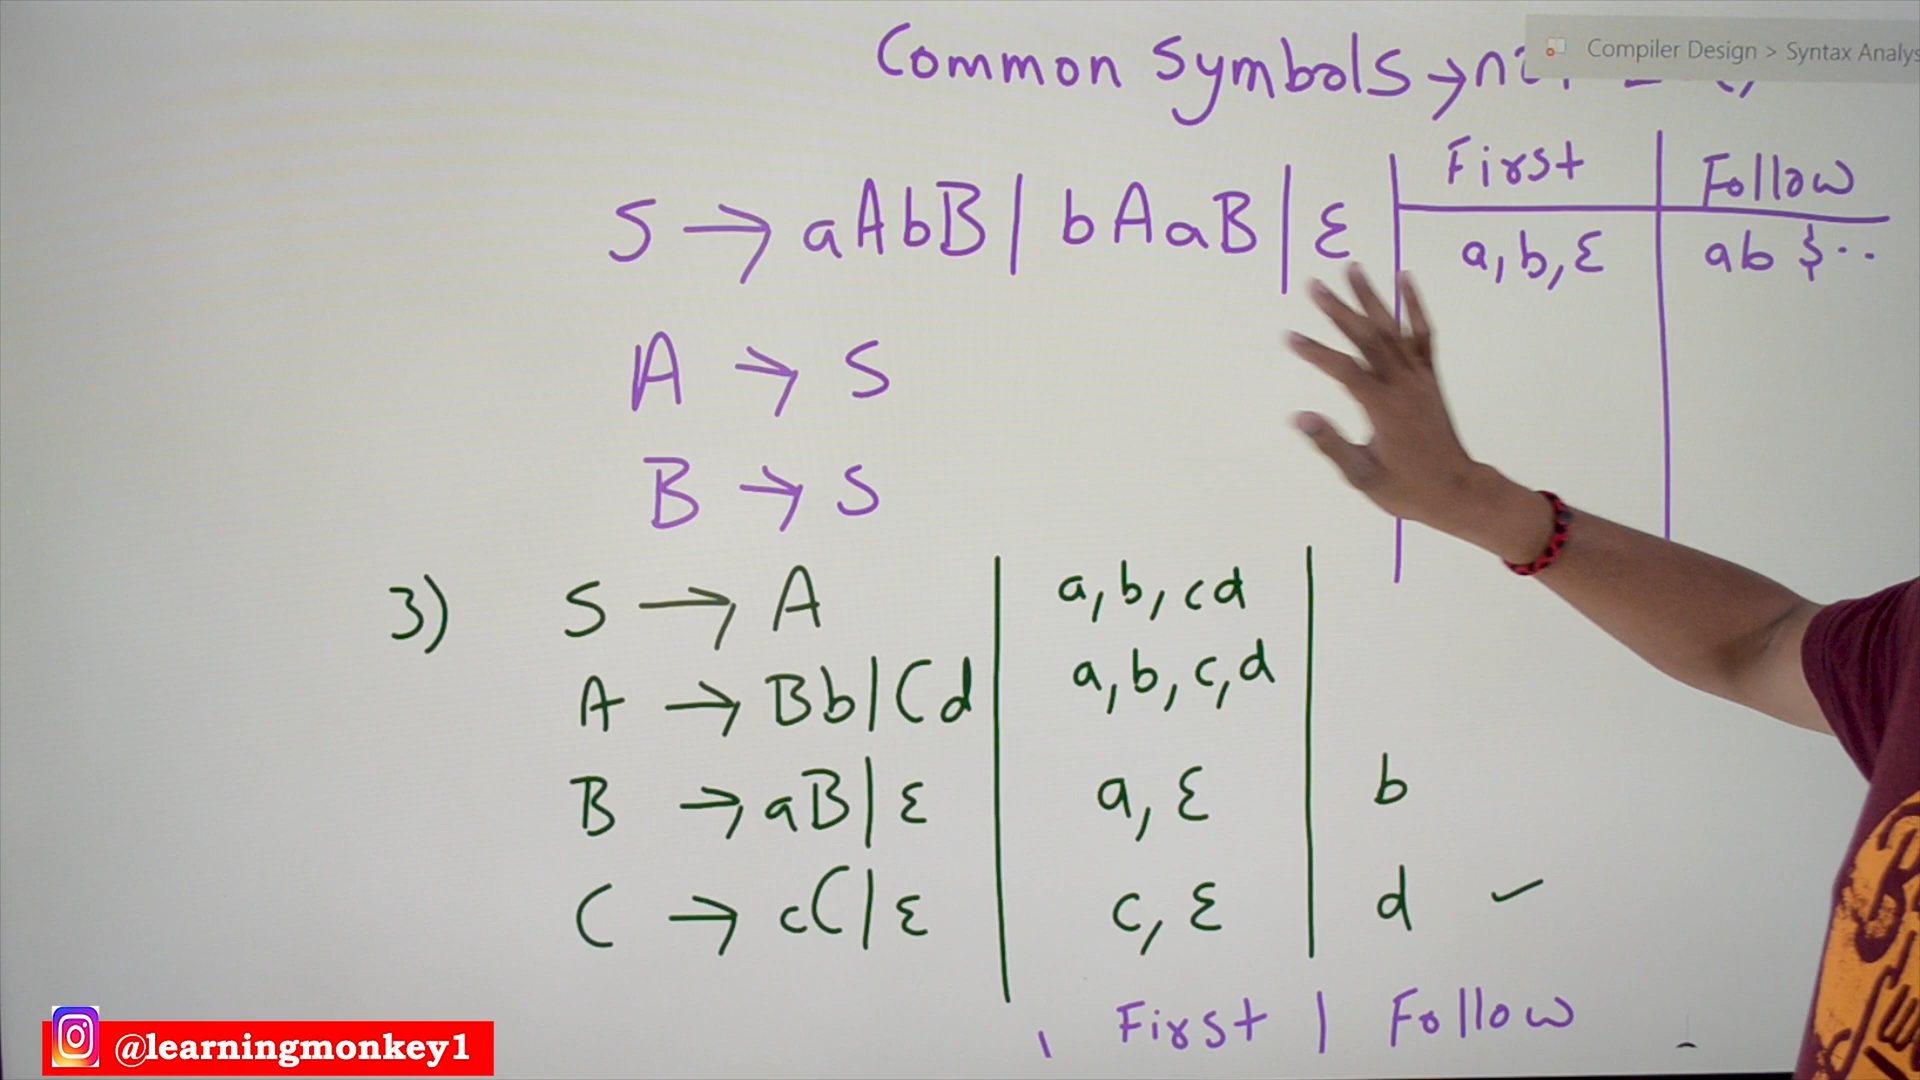 Compiler Design > Syntax Analys
Common Symbols →
First | Follow
S → aAbB | bAaB | ε | a, b, ε | ab $ ..
A → S
B → S
3) S → A | a, b, cd |
A → Bb | Cd | a, b, c, d |
B → aB | ε | a, ε | b
C → cC | ε | c, ε | d ✓
First | Follow
@learningmonkey1